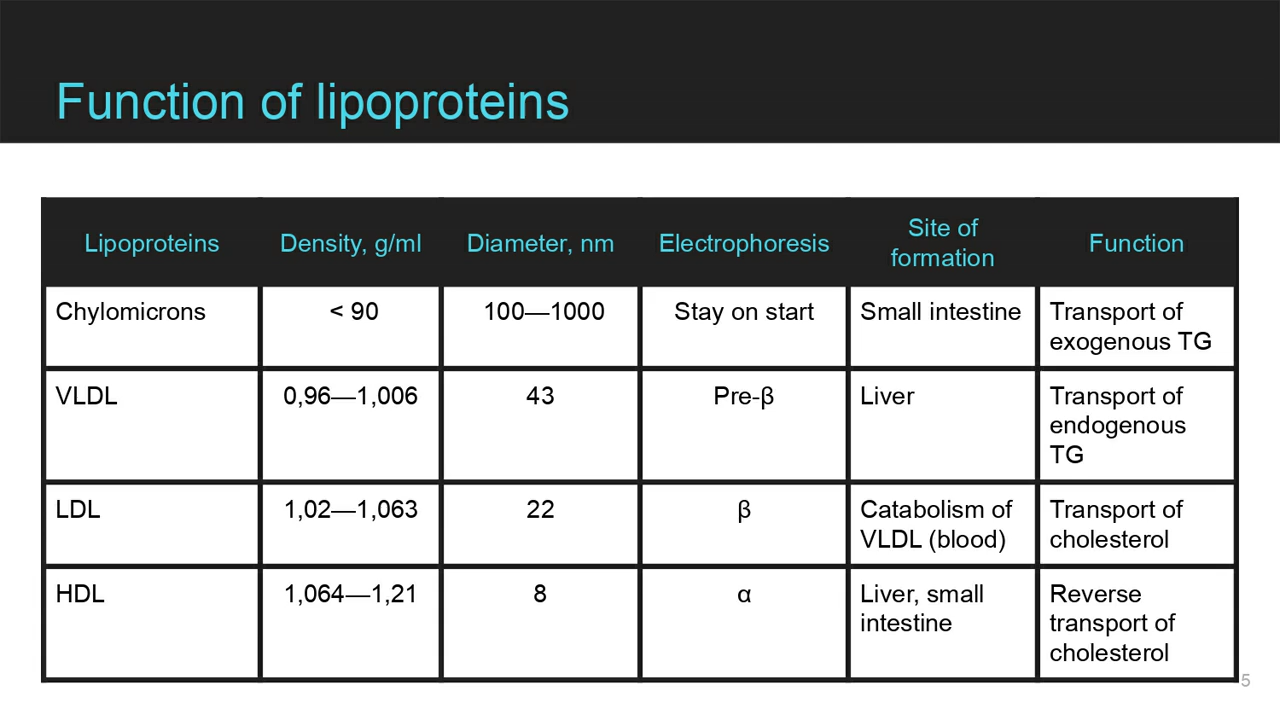 Function of lipoproteins
Lipoproteins
Density, g/ml
Diameter, nm
Electrophoresis
Site of
formation
Function
Chylomicrons
< 90
100—1000
Stay on start
Small intestine
Transport of
exogenous TG
VLDL
0,96—1,006
43
Pre-β
Liver
Transport of
endogenous
TG
LDL
1,02—1,063
22
β
Catabolism of
VLDL (blood)
Transport of
cholesterol
HDL
1,064—1,21
8
α
Liver, small
intestine
Reverse
transport of
cholesterol
5